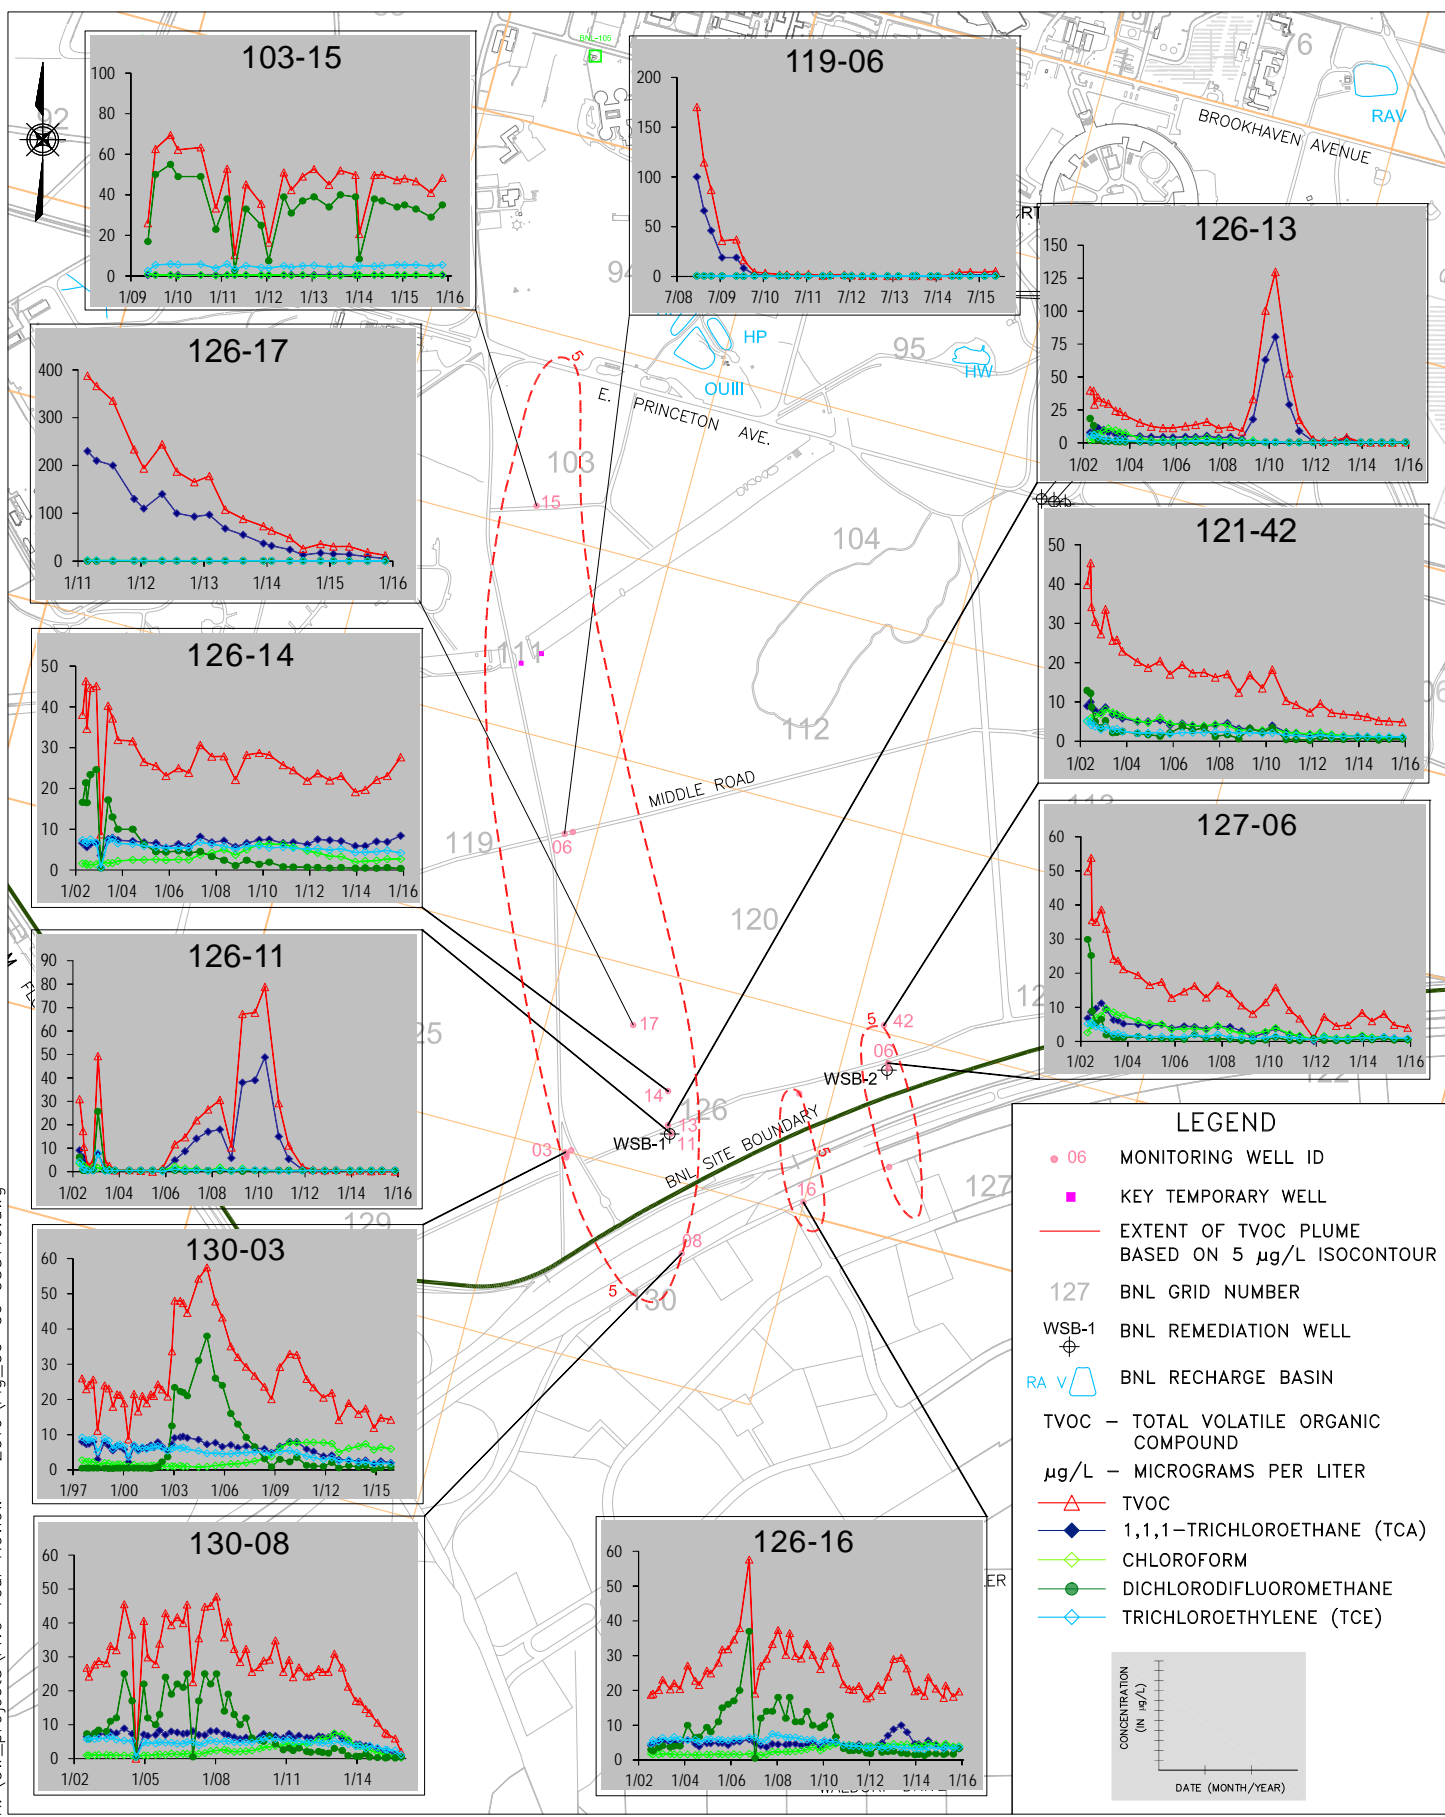 103-15
100
80
60
40
20
0
1/09 1/10 1/11 1/12 1/13 1/14 1/15 1/16
BNL-105
119-06
200
150
100
50
0
7/08 7/09 7/10 7/11 7/12 7/13 7/14 7/15
76
RAV
BROOKHAVEN AVENUE
92
94
95
126-13
150
125
100
75
50
25
0
1/02 1/04 1/06 1/08 1/10 1/12 1/14 1/16
126-17
400
300
200
100
0
1/11 1/12 1/13 1/14 1/15 1/16
HP
OUIII
HW
E. PRINCETON AVE.
103
15
104
121-42
50
40
30
20
10
0
1/02 1/04 1/06 1/08 1/10 1/12 1/14 1/16
126-14
50
40
30
20
10
0
1/02 1/04 1/06 1/08 1/10 1/12 1/14 1/16
111
112
MIDDLE ROAD
119
06
120
127-06
60
50
40
30
20
10
0
1/02 1/04 1/06 1/08 1/10 1/12 1/14 1/16
126-11
90
80
70
60
50
40
30
20
10
0
1/02 1/04 1/06 1/08 1/10 1/12 1/14 1/16
17
5
42
06
WSB-2
14
126
13
WSB-1
11
03
BNL SITE BOUNDARY
5
16
127
122
129
08
5
130
130-03
60
50
40
30
20
10
0
1/97 1/00 1/03 1/06 1/09 1/12 1/15
130-08
60
50
40
30
20
10
0
1/02 1/05 1/08 1/11 1/14
126-16
60
50
40
30
20
10
0
1/02 1/04 1/06 1/08 1/10 1/12 1/14 1/16
LEGEND
06 MONITORING WELL ID
KEY TEMPORARY WELL
EXTENT OF TVOC PLUME
BASED ON 5 µg/L ISOCONTOUR
127 BNL GRID NUMBER
WSB-1 BNL REMEDIATION WELL
RA V BNL RECHARGE BASIN
TVOC – TOTAL VOLATILE ORGANIC
COMPOUND
µg/L – MICROGRAMS PER LITER
TVOC
1,1,1–TRICHLOROETHANE (TCA)
CHLOROFORM
DICHLORODIFLUOROMETHANE
TRICHLOROETHYLENE (TCE)
CONCENTRATION
(IN µg/L)
DATE (MONTH/YEAR)